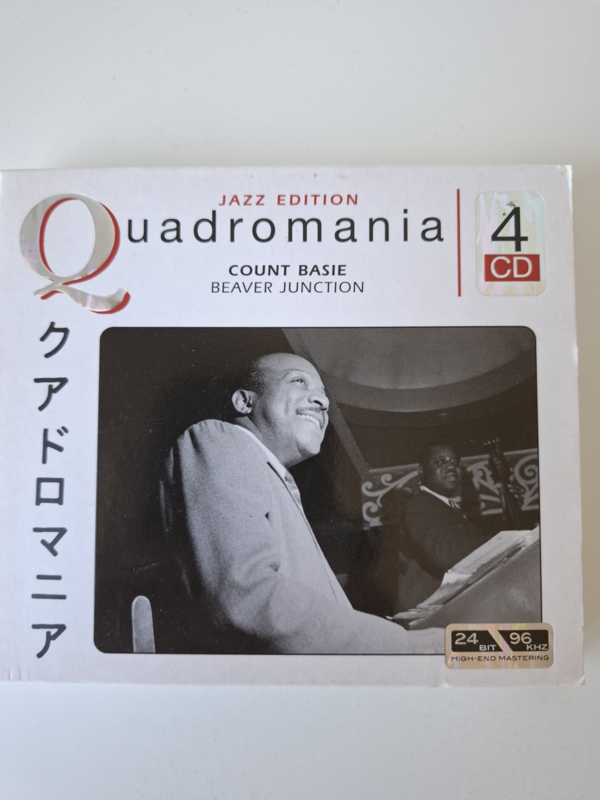 JAZZ EDITION
Quadromania
4
CD
COUNT BASIE
BEAVER JUNCTION
クアドロマニア
24 BIT 96 KHZ
HIGH-END MASTERING